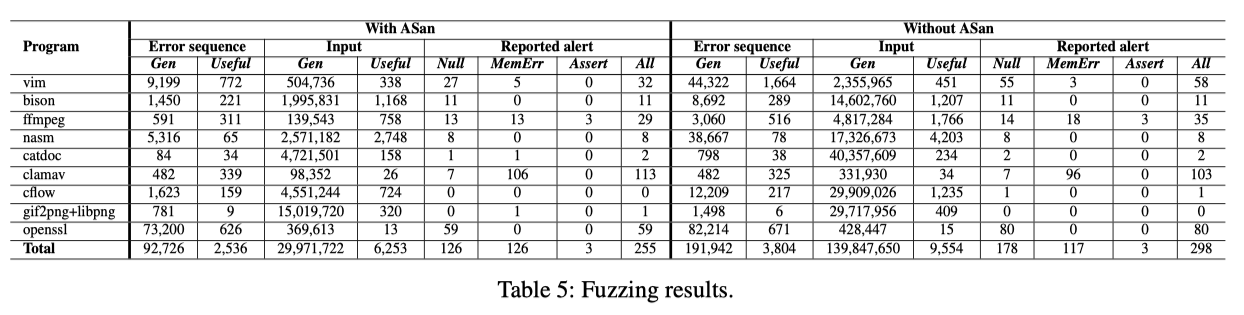 With ASan Without ASan
Program Error sequence Input Reported alert Error sequence Input Reported alert
Gen Useful Gen Useful Null MemErr Assert All Gen Useful Gen Useful Null MemErr Assert All
vim 9,199 772 504,736 338 27 5 0 32 44,322 1,664 2,355,965 451 55 3 0 58
bison 1,450 221 1,995,831 1,168 11 0 0 11 8,692 289 14,602,760 1,207 11 0 0 11
ffmpeg 591 311 139,543 758 13 13 3 29 3,060 516 4,817,284 1,766 14 18 3 35
nasm 5,316 65 2,571,182 2,748 8 0 0 8 38,667 78 17,326,673 4,203 8 0 0 8
catdoc 84 34 4,721,501 158 1 1 0 2 798 38 40,357,609 234 2 0 0 2
clamav 482 339 98,352 26 7 106 0 113 482 325 331,930 34 7 96 0 103
cflow 1,623 159 4,551,244 724 0 0 0 0 12,209 217 29,909,026 1,235 1 0 0 1
gif2png+libpng 781 9 15,019,720 320 0 1 0 1 1,498 6 29,717,956 409 0 0 0 0
openssl 73,200 626 369,613 13 59 0 0 59 82,214 671 428,447 15 80 0 0 80
Total 92,726 2,536 29,971,722 6,253 126 126 3 255 191,942 3,804 139,847,650 9,554 178 117 3 298
Table 5: Fuzzing results.